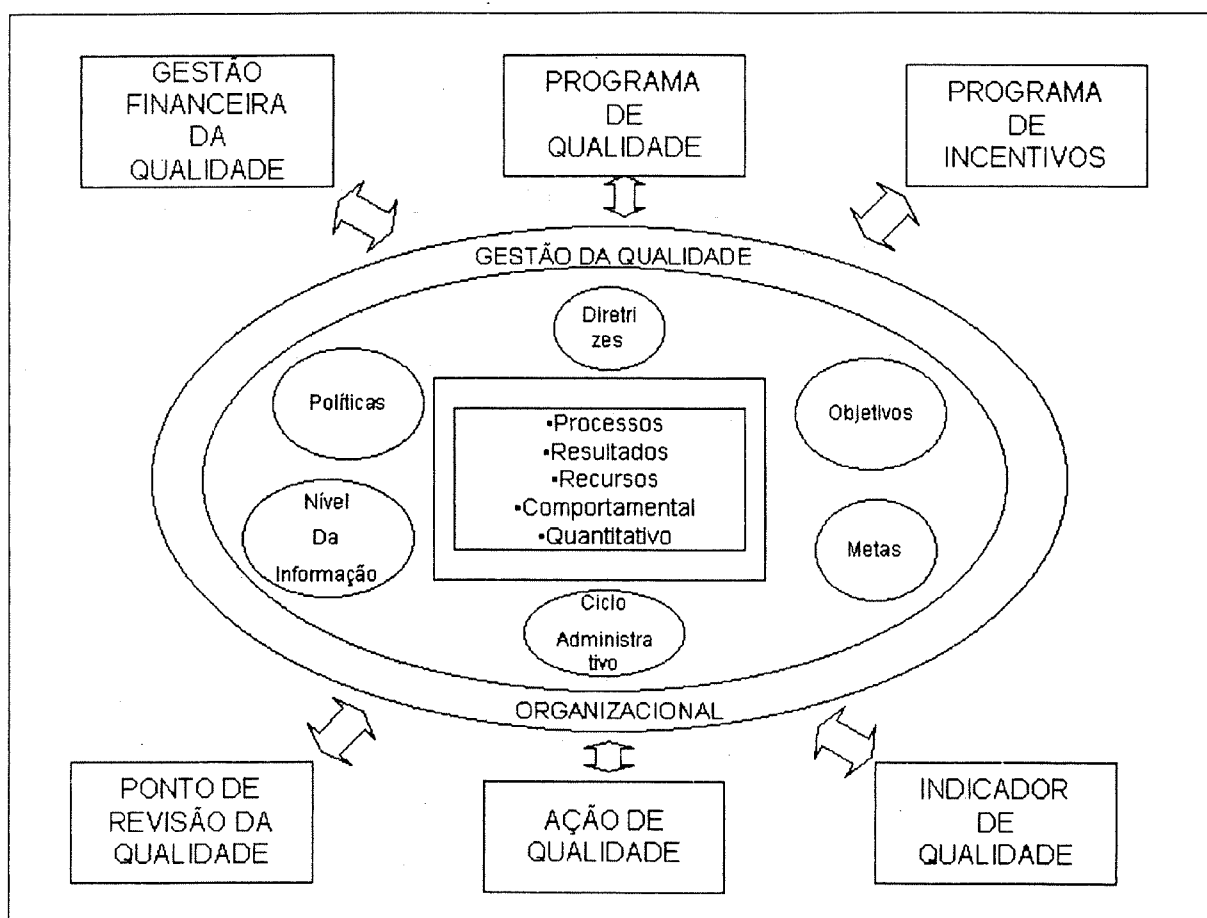 GESTÃO
FINANCEIRA
DA
QUALIDADE
PROGRAMA
DE
QUALIDADE
PROGRAMA
DE
INCENTIVOS
GESTÃO DA QUALIDADE
Diretri
zes
Políticas
Objetivos
•Processos
•Resultados
•Recursos
•Comportamental
•Quantitativo
Nível
Da
Informação
Metas
Ciclo
Administra
tivo
ORGANIZACIONAL
PONTO DE
REVISÃO DA
QUALIDADE
AÇÃO DE
QUALIDADE
INDICADOR
DE
QUALIDADE